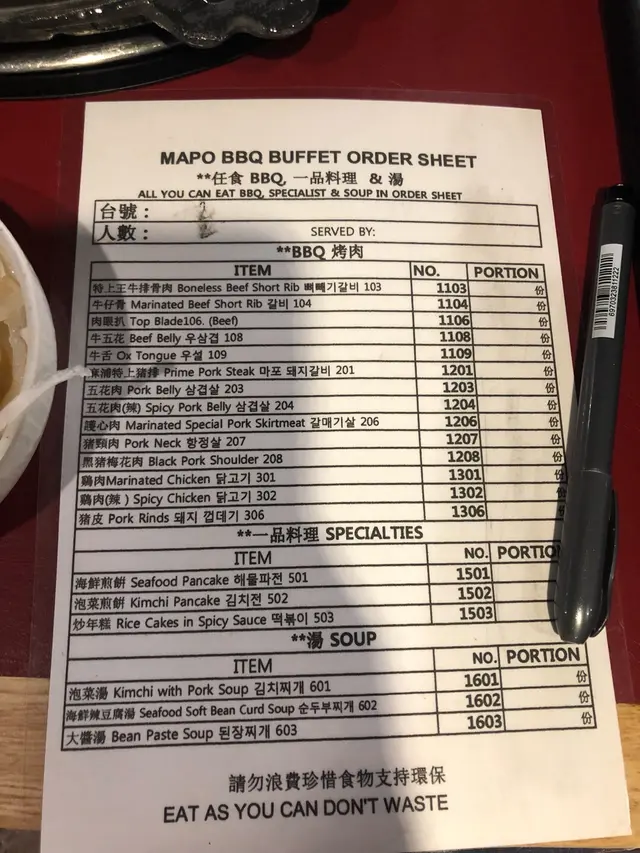 MAPO BBQ BUFFET ORDER SHEET
**任食 BBQ, 一品料理 & 湯
ALL YOU CAN EAT BBQ, SPECIALIST & SOUP IN ORDER SHEET
台號：
人數： SERVED BY:
**BBQ 烤肉
ITEM NO. PORTION
特上王牛排骨肉 Boneless Beef Short Rib 뼈빼기갈비 103 1103 份
牛仔骨 Marinated Beef Short Rib 갈비 104 1104 份
肉眼扒 Top Blade106. (Beef) 1106 份
牛五花 Beef Belly 우삼겹 108 1108 份
牛舌 Ox Tongue 우설 109 1109 份
麻浦特上猪排 Prime Pork Steak 마포 돼지갈비 201 1201 份
五花肉 Pork Belly 삼겹살 203 1203 份
五花肉(辣) Spicy Pork Belly 삼겹살 204 1204 份
護心肉 Marinated Special Pork Skirtmeat 갈매기살 206 1206 份
猪頸肉 Pork Neck 항정살 207 1207 份
黑猪梅花肉 Black Pork Shoulder 208 1208 份
鷄肉Marinated Chicken 닭고기 301 1301 份
鷄肉(辣 ) Spicy Chicken 닭고기 302 1302 份
猪皮 Pork Rinds 돼지 껍데기 306 1306 份
**一品料理 SPECIALTIES
ITEM NO. PORTIO
海鮮煎餅 Seafood Pancake 해물파전 501 1501
泡菜煎餅 Kimchi Pancake 김치전 502 1502
炒年糕 Rice Cakes in Spicy Sauce 떡볶이 503 1503
**湯 SOUP
ITEM NO. PORTION
泡菜湯 Kimchi with Pork Soup 김치찌개 601 1601 份
海鮮辣豆腐湯 Seafood Soft Bean Curd Soup 순두부찌개 602 1602 份
大醬湯 Bean Paste Soup 된장찌개 603 1603 份
請勿浪費珍惜食物支持環保
EAT AS YOU CAN DON'T WASTE